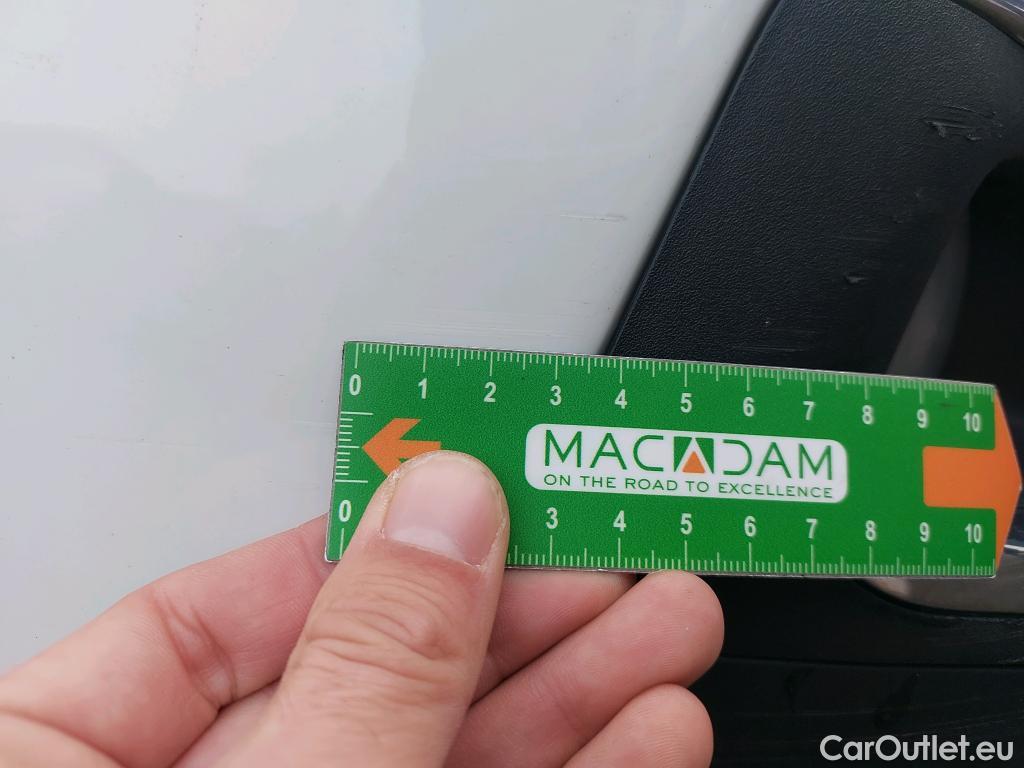 0 1 2 3 4 5 6 7 8 9 10
MACADAM
ON THE ROAD TO EXCELLENCE
0 3 4 5 6 7 8 9 10
CarOutlet.eu